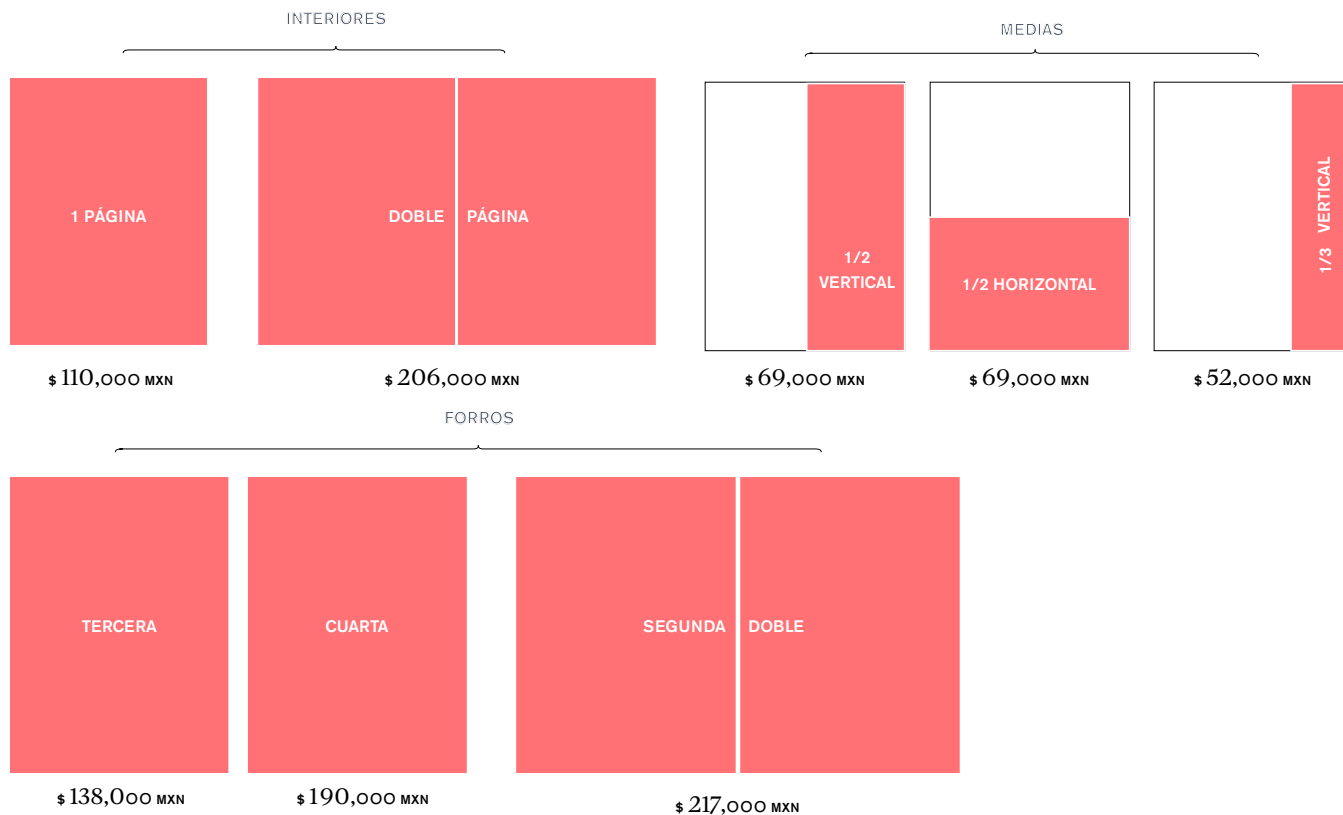 INTERIORES
MEDIAS
1 PÁGINA
DOBLE PÁGINA
1/2
VERTICAL
1/2 HORIZONTAL
1/3 VERTICAL
$ 110,000 MXN
$ 206,000 MXN
$ 69,000 MXN
$ 69,000 MXN
$ 52,000 MXN
FORROS
TERCERA
CUARTA
SEGUNDA DOBLE
$ 138,000 MXN
$ 190,000 MXN
$ 217,000 MXN